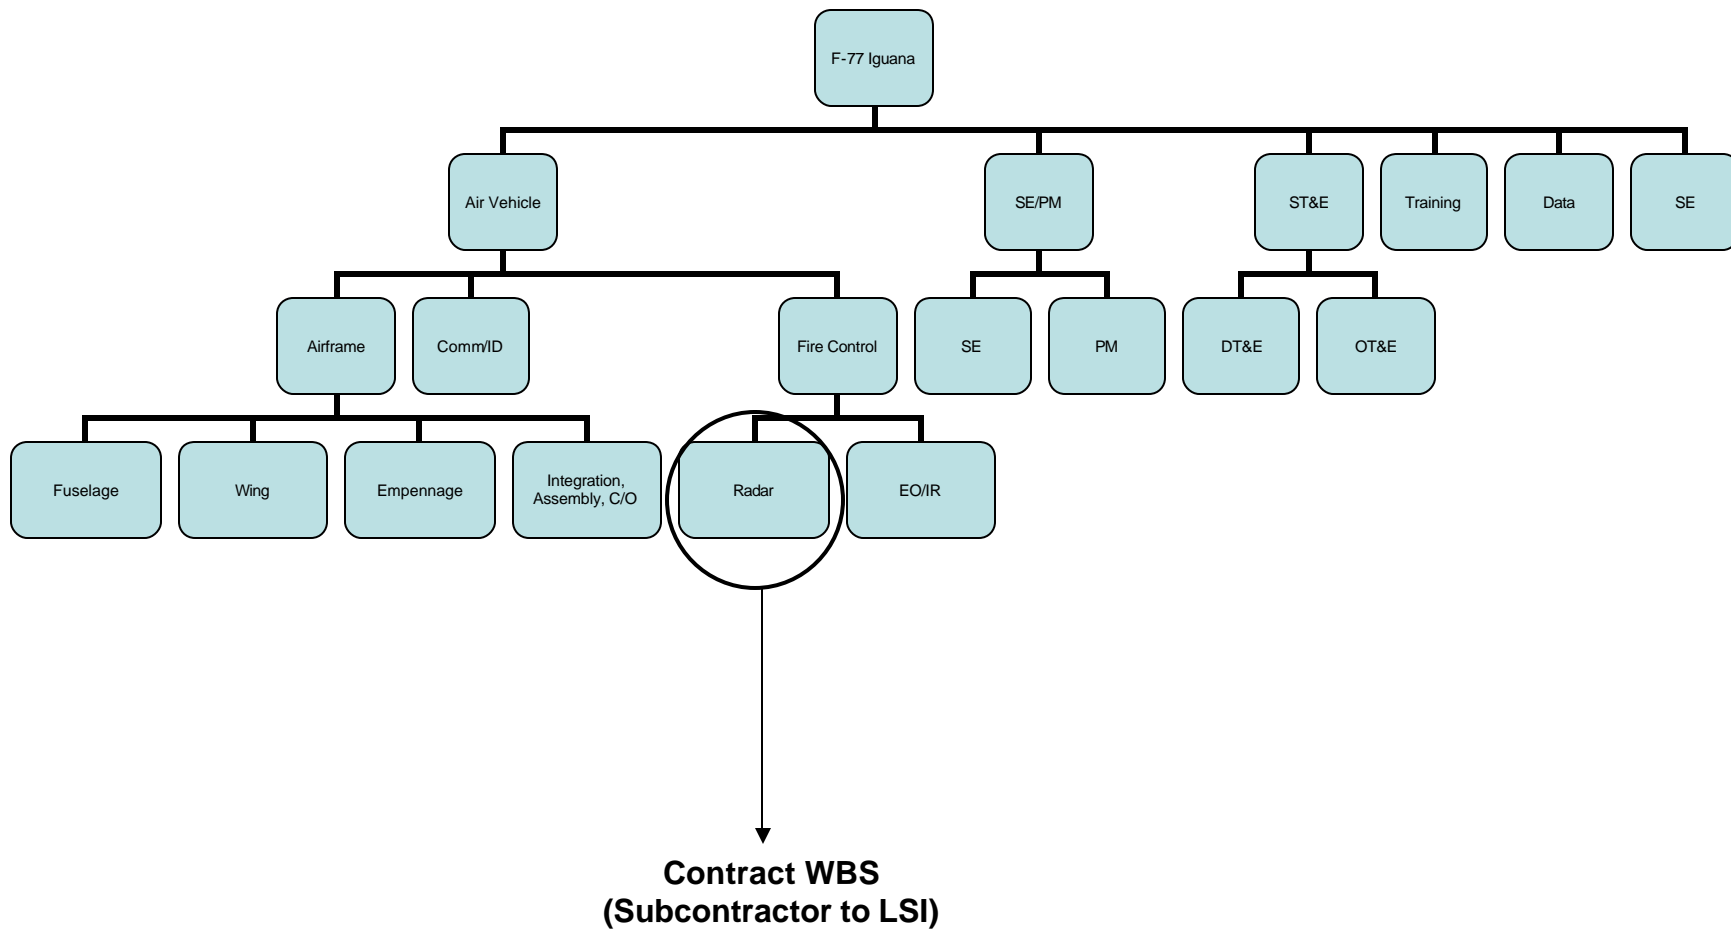 F-77 Iguana
Air Vehicle
SE/PM
ST&E
Training
Data
SE
Airframe
Comm/ID
Fire Control
SE
PM
DT&E
OT&E
Fuselage
Wing
Empennage
Integration,
Assembly, C/O
Radar
EO/IR
Contract WBS
(Subcontractor to LSI)